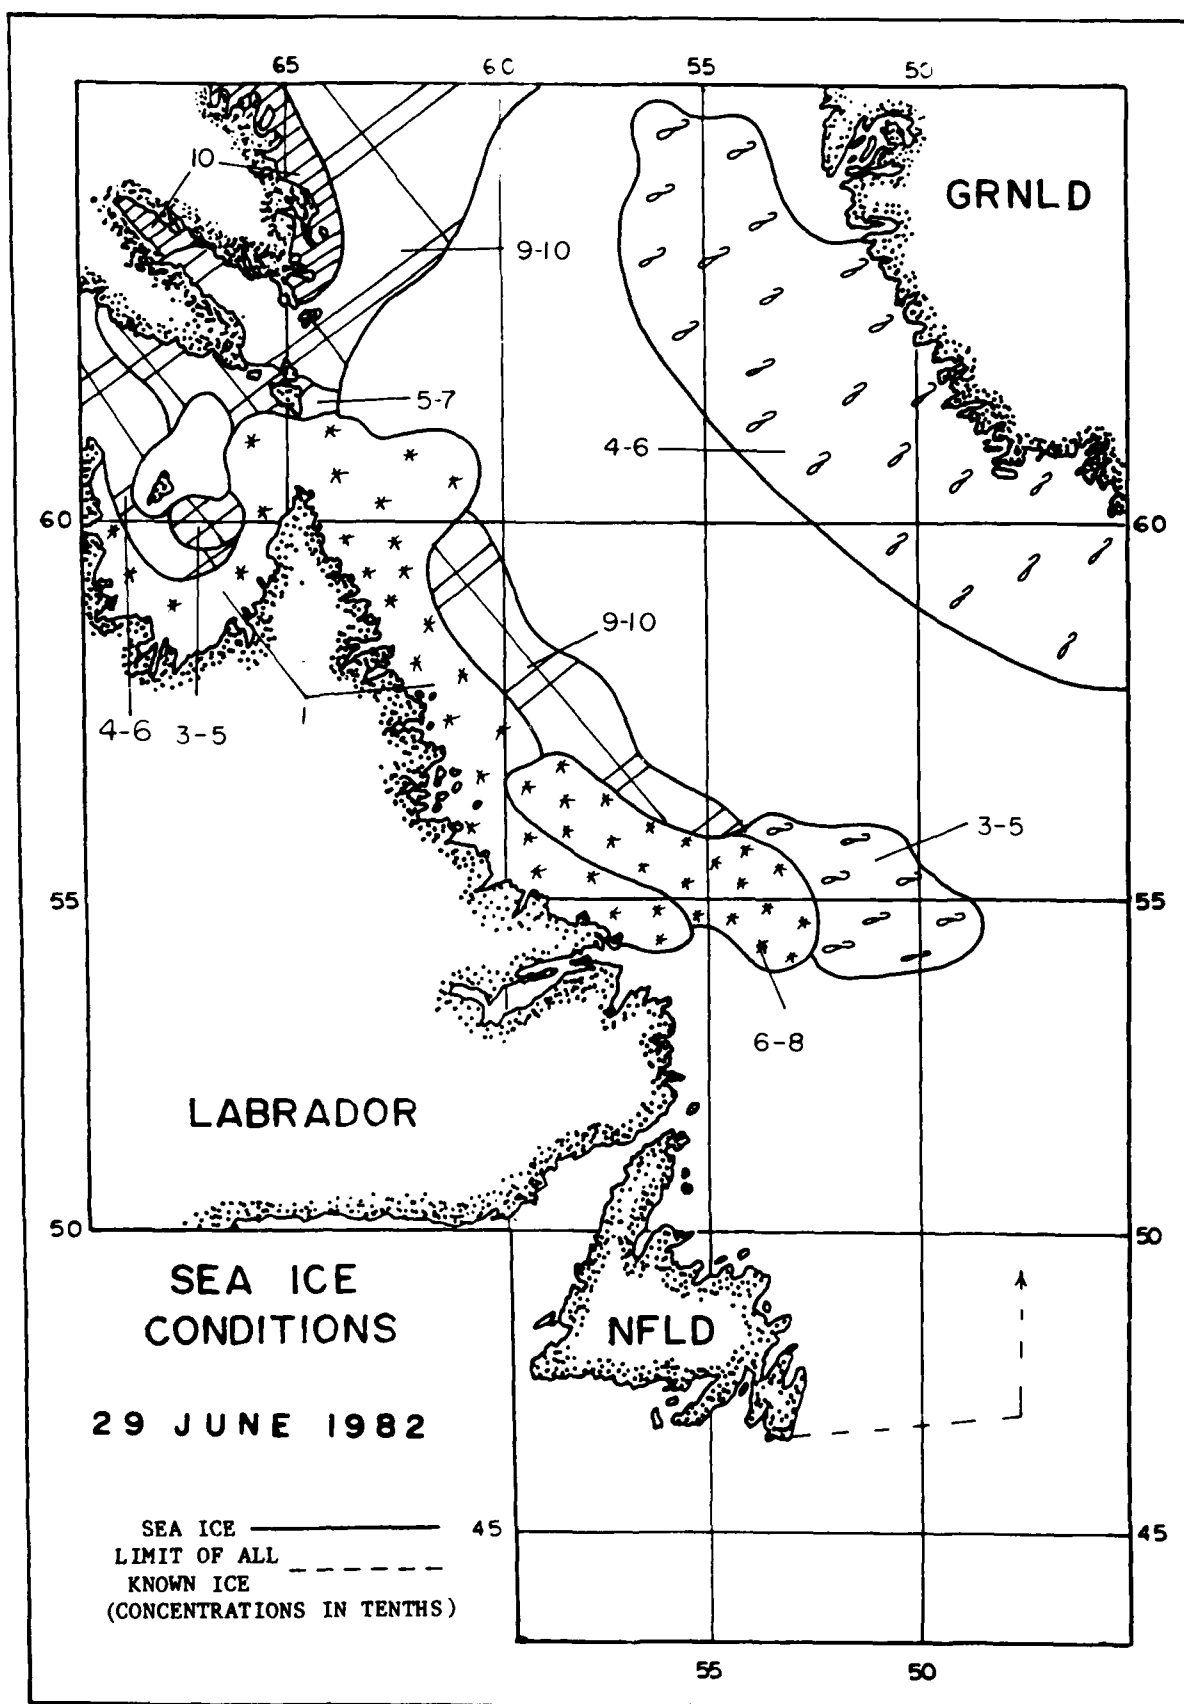 65 60 55 50
10
GRNLD
9-10
5-7
4-6
60 60
9-10
4-6 3-5 1
3-5
55 55
6-8
LABRADOR
50 50
SEA ICE
CONDITIONS
NFLD
29 JUNE 1982
SEA ICE
LIMIT OF ALL
KNOWN ICE
(CONCENTRATIONS IN TENTHS)
45 45
55 50